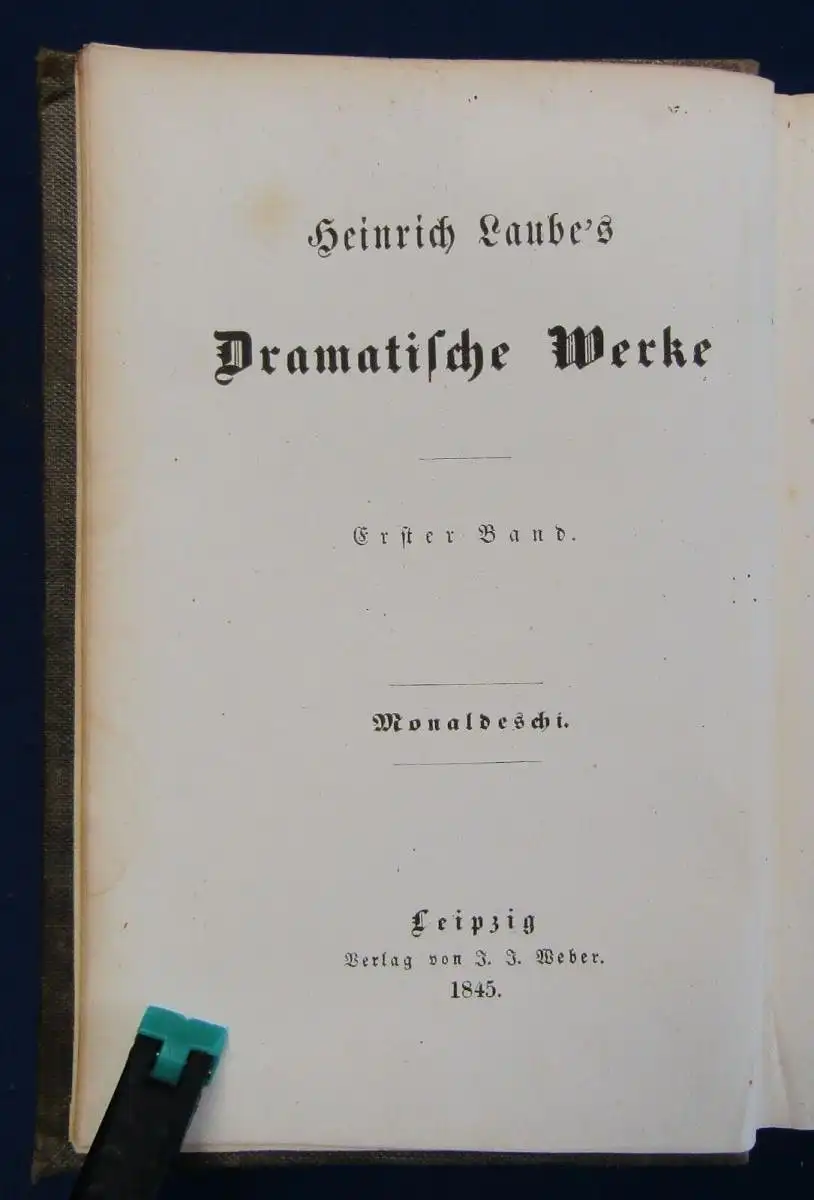 Heinrich Laube's
Dramatiſche Werke
Erſter Band.
Monaldeschi.
Leipzig
Verlag von J. J. Weber.
1845.